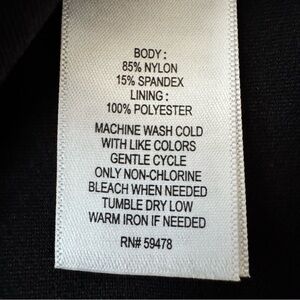 BODY :
85% NYLON
15% SPANDEX
LINING :
100% POLYESTER
MACHINE WASH COLD
WITH LIKE COLORS
GENTLE CYCLE
ONLY NON-CHLORINE
BLEACH WHEN NEEDED
TUMBLE DRY LOW
WARM IRON IF NEEDED
RN# 59478